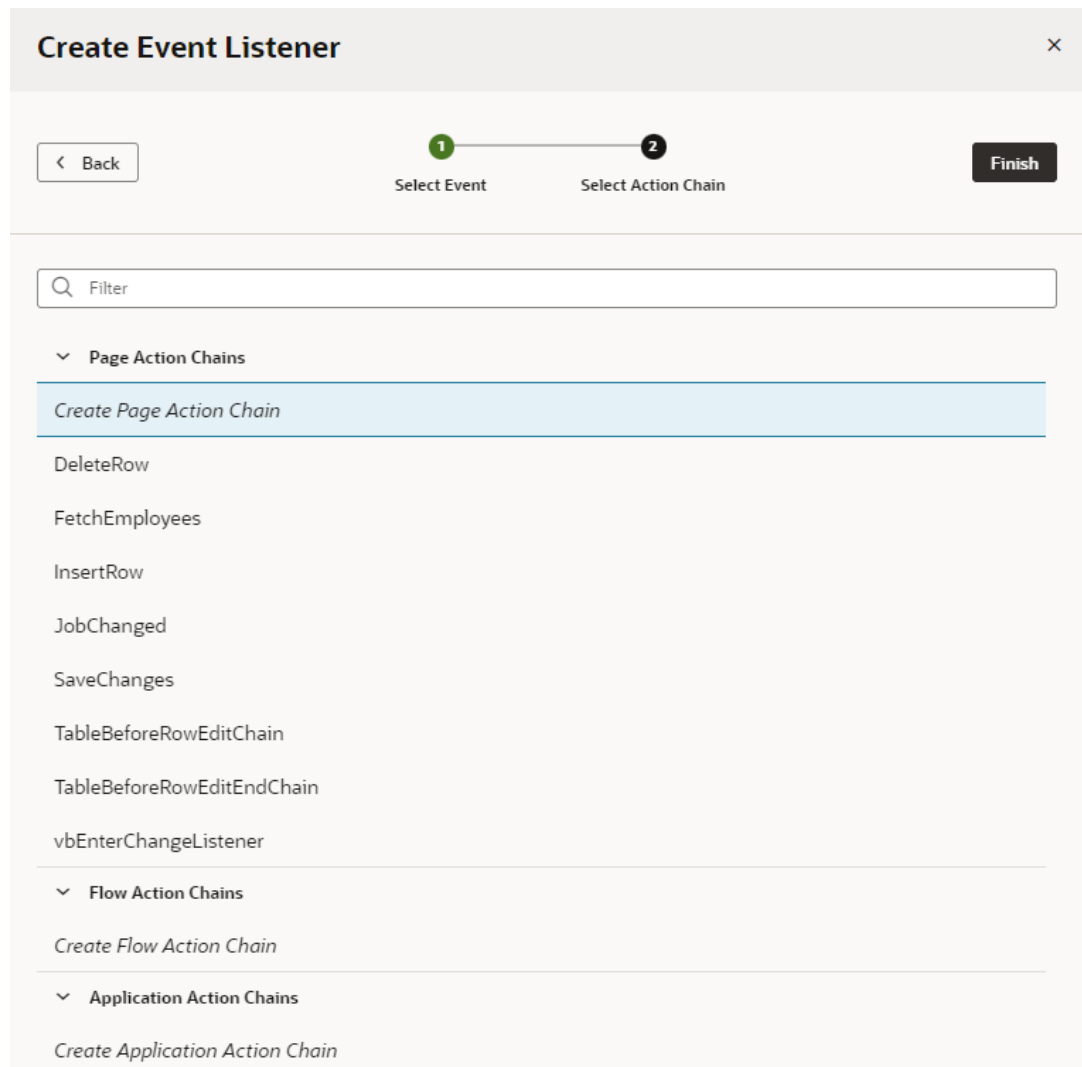 Create Event Listener
Back
1
2
Select Event
Select Action Chain
Finish
Filter
Page Action Chains
Create Page Action Chain
DeleteRow
FetchEmployees
InsertRow
JobChanged
SaveChanges
TableBeforeRowEditChain
TableBeforeRowEditEndChain
vbEnterChangeListener
Flow Action Chains
Create Flow Action Chain
Application Action Chains
Create Application Action Chain